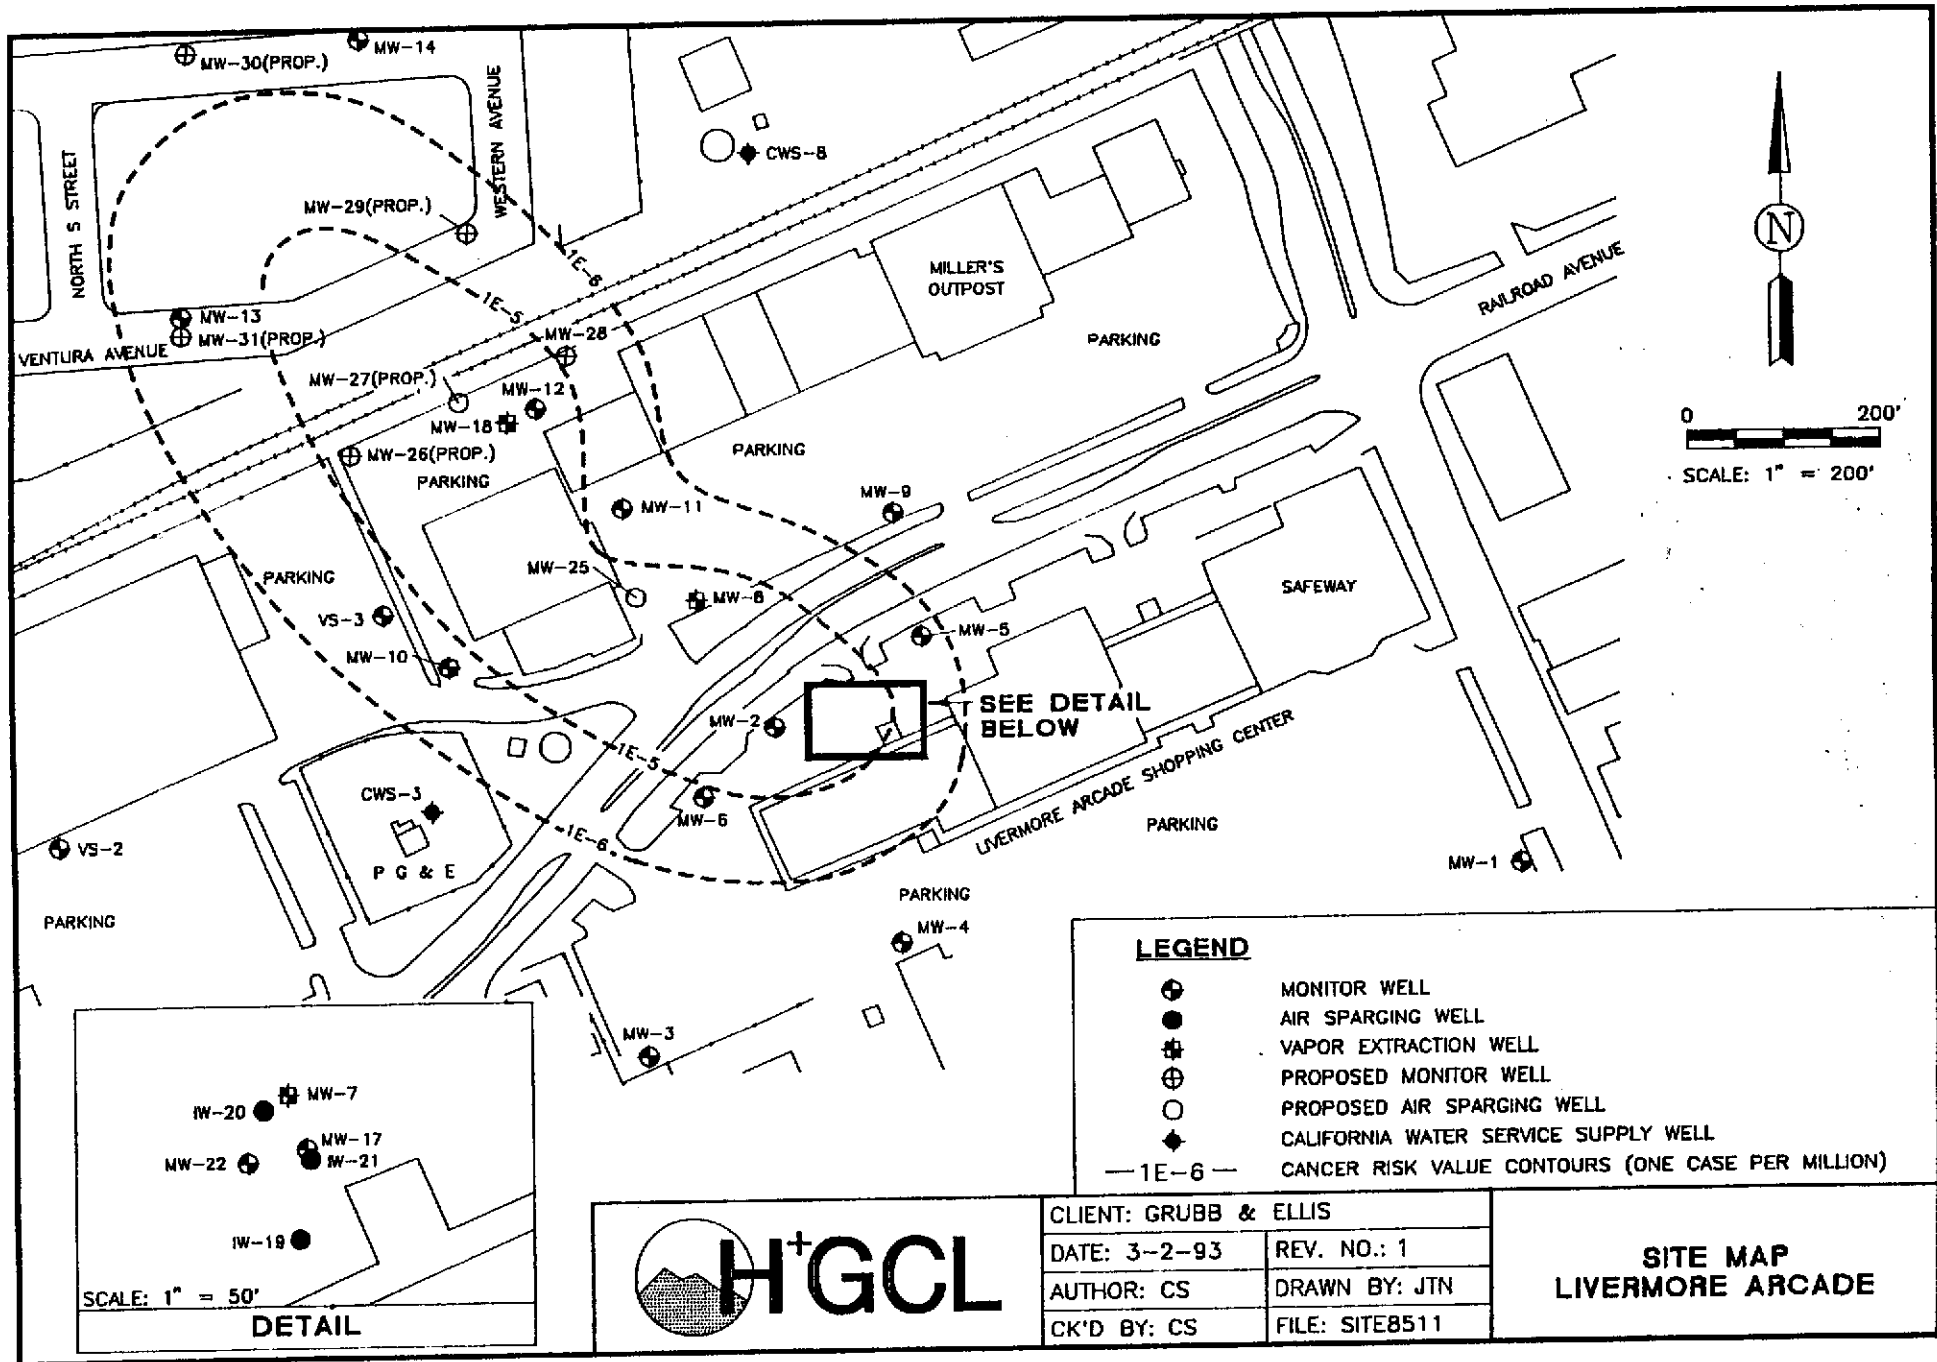 MW-14
MW-30(PROP.)
WESTERN AVENUE
NORTH S STREET
CWS-8
MW-29(PROP.)
1E-6
MILLER'S
OUTPOST
N
RAILROAD AVENUE
1E-5
MW-13
MW-31(PROP.)
VENTURA AVENUE
MW-28
PARKING
MW-27(PROP.)
MW-12
MW-18
0 200'
SCALE: 1" = 200'
MW-26(PROP.)
PARKING
PARKING
MW-9
MW-11
MW-25
PARKING
SAFEWAY
MW-8
VS-3
MW-5
MW-10
SEE DETAIL
BELOW
MW-2
1E-5
LIVERMORE ARCADE SHOPPING CENTER
CWS-3
MW-6
PARKING
1E-6
VS-2
MW-1
P G & E
PARKING
PARKING
MW-4
MW-3
LEGEND
MONITOR WELL
AIR SPARGING WELL
VAPOR EXTRACTION WELL
PROPOSED MONITOR WELL
PROPOSED AIR SPARGING WELL
CALIFORNIA WATER SERVICE SUPPLY WELL
—1E-6— CANCER RISK VALUE CONTOURS (ONE CASE PER MILLION)
MW-7
IW-20
MW-17
MW-22
IW-21
IW-19
SCALE: 1" = 50'
DETAIL
H+GCL
CLIENT: GRUBB & ELLIS
DATE: 3-2-93
REV. NO.: 1
AUTHOR: CS
DRAWN BY: JTN
CK'D BY: CS
FILE: SITE8511
SITE MAP
LIVERMORE ARCADE